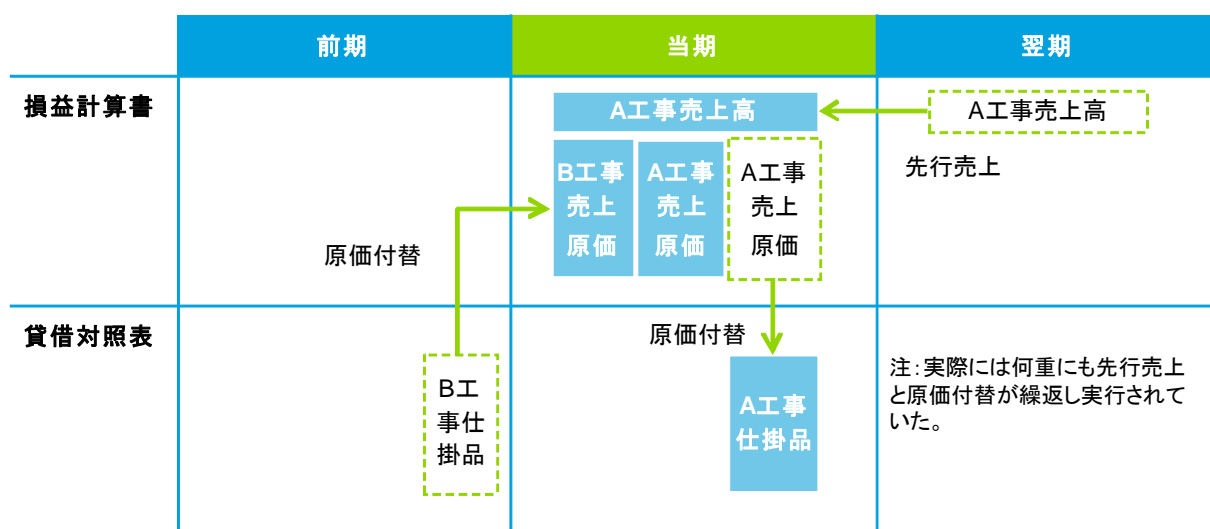 前期
当期
翌期
損益計算書
A工事売上高
A工事売上高
B工事
売上
原価
A工事
売上
原価
A工事
売上
原価
先行売上
原価付替
貸借対照表
原価付替
B工
事仕
掛品
A工事
仕掛品
注：実際には何重にも先行売上
と原価付替が繰返し実行されて
いた。